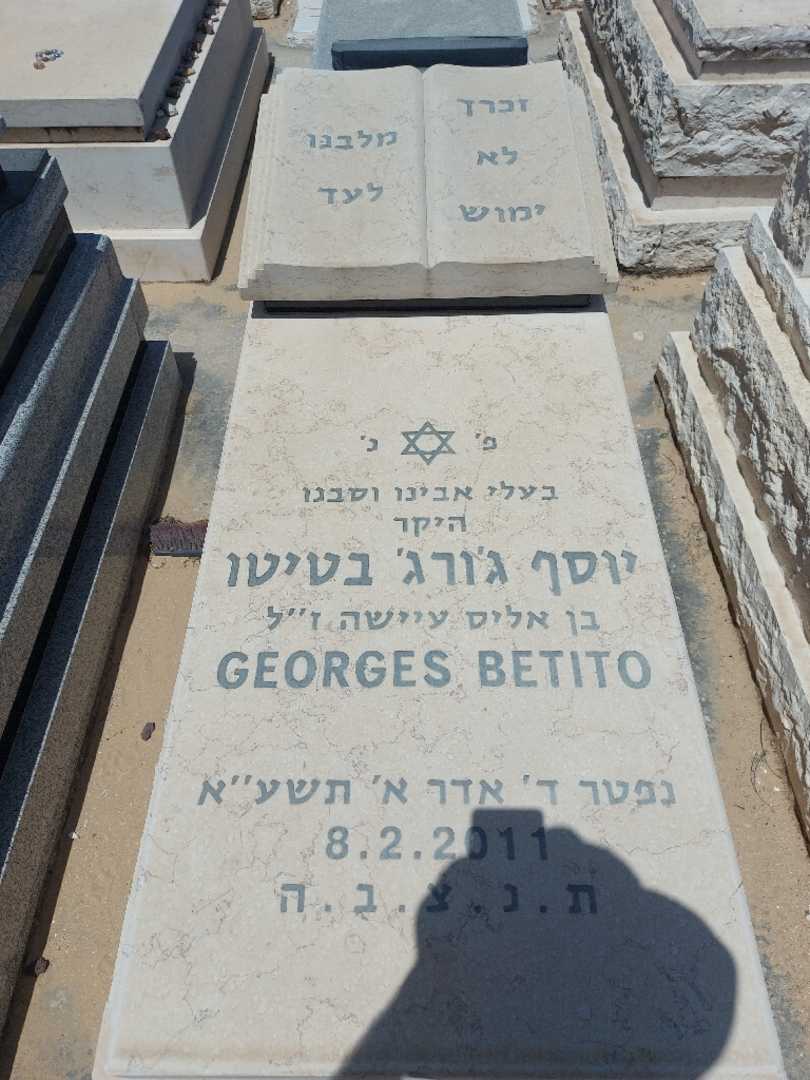 זכרך
לא
ימוש
מלבנו
לעד
פ' נ'
בעלי אבינו וסבנו
היקר
יוסף ג'ורג' בטיטו
בן אליס עיישה ז''ל
GEORGES BETITO
נפטר ד' אדר א' תשע''א
8.2.2011
ת.נ.צ.ב.ה